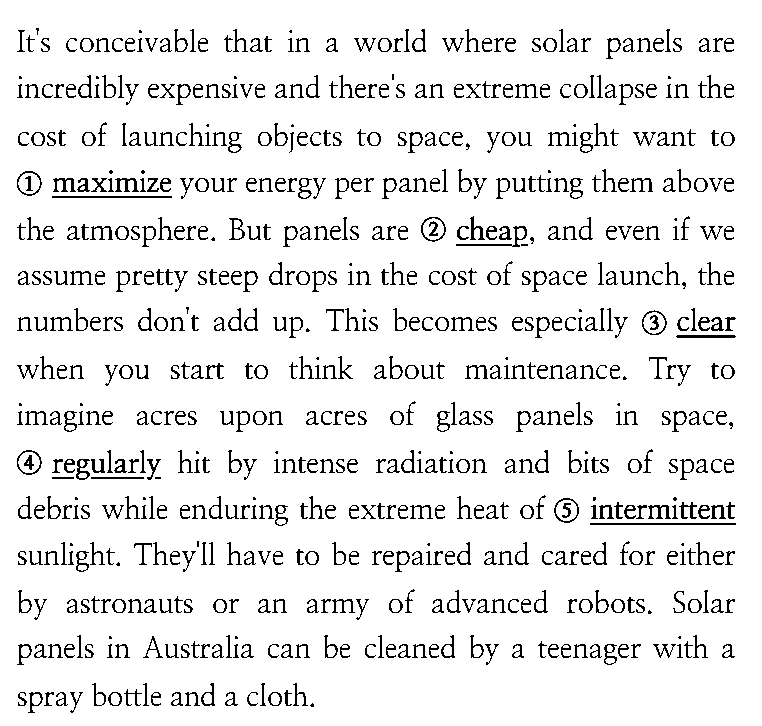 It's conceivable that in a world where solar panels are
incredibly expensive and there's an extreme collapse in the
cost of launching objects to space, you might want to
① maximize your energy per panel by putting them above
the atmosphere. But panels are ② cheap, and even if we
assume pretty steep drops in the cost of space launch, the
numbers don't add up. This becomes especially ③ clear
when you start to think about maintenance. Try to
imagine acres upon acres of glass panels in space,
④ regularly hit by intense radiation and bits of space
debris while enduring the extreme heat of ⑤ intermittent
sunlight. They'll have to be repaired and cared for either
by astronauts or an army of advanced robots. Solar
panels in Australia can be cleaned by a teenager with a
spray bottle and a cloth.